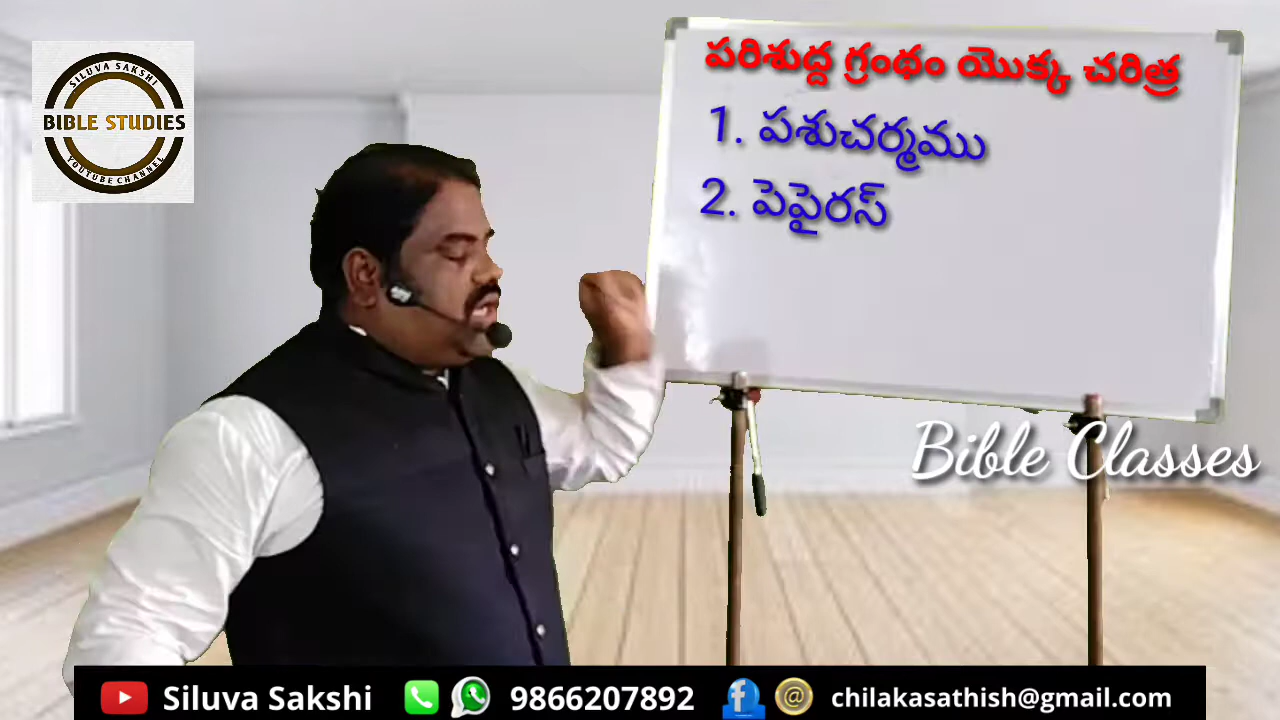 SILUVA SAKSHI
BIBLE STUDIES
YOUTUBE CHANNEL
పరిశుద్ద గ్రంథం యొక్క చరిత్ర
1. పశుచర్మము
2. పెపైరస్
Bible Classes
Siluva Sakshi 9866207892 chilakasathish@gmail.com